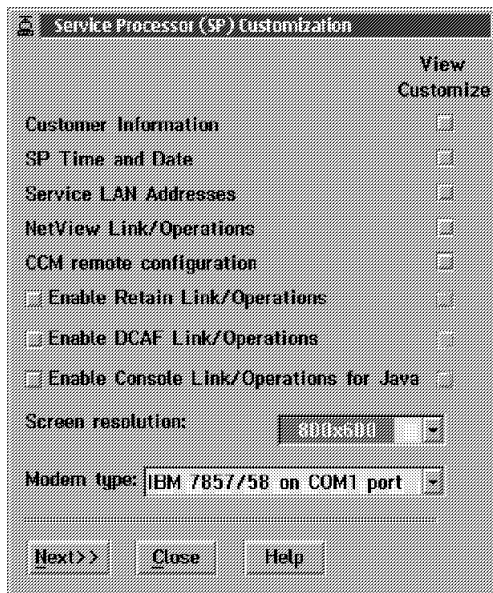 Service Processor (SP) Customization
View
Customize
Customer Information
SP Time and Date
Service LAN Addresses
NetView Link/Operations
CCM remote configuration
Enable Retain Link/Operations
Enable DCAF Link/Operations
Enable Console Link/Operations for Java
Screen resolution: 800x600
Modem type: IBM 7857/58 on COM1 port
Next>> Close Help